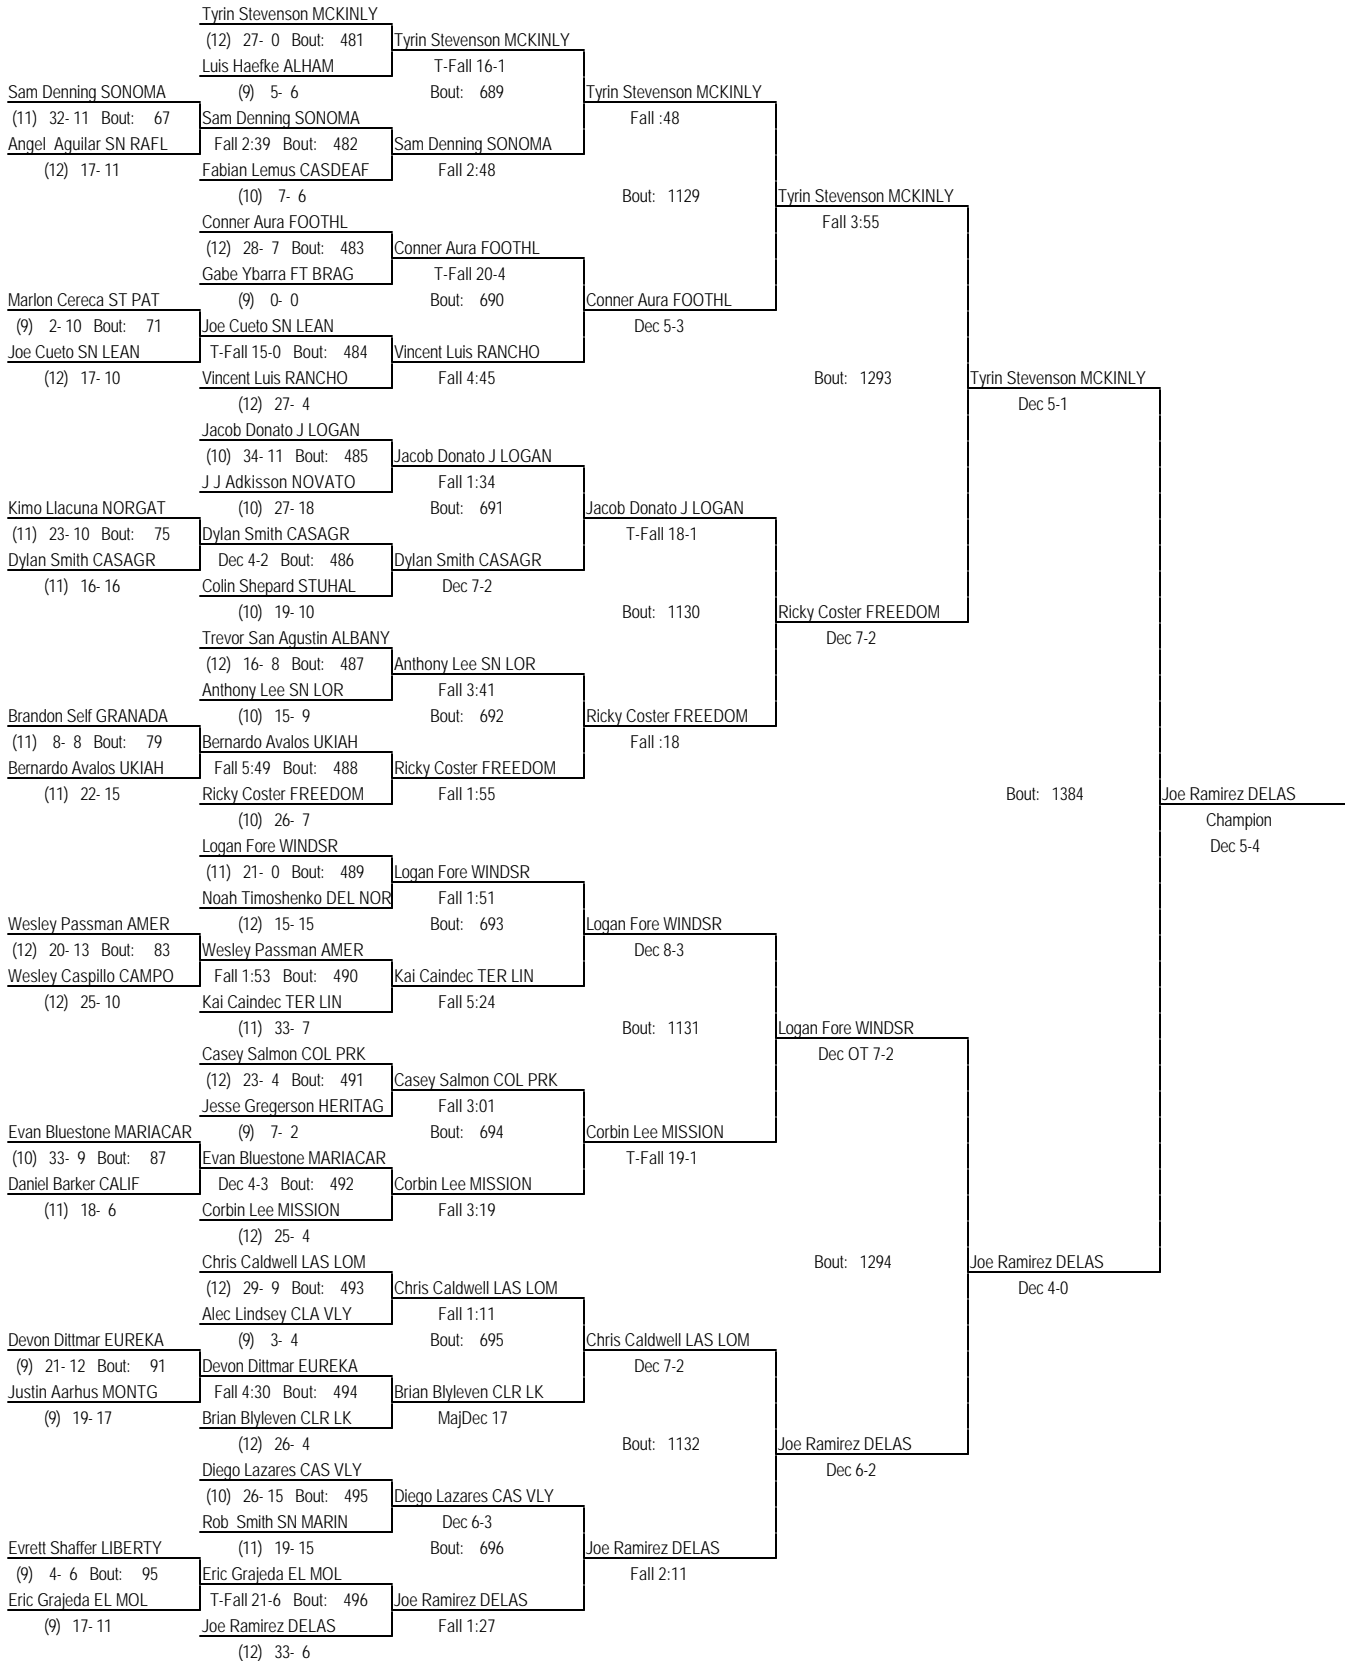 Tyrin Stevenson MCKINLY
(12) 27- 0 Bout: 481 Tyrin Stevenson MCKINLY
Luis Haefke ALHAM T-Fall 16-1
Sam Denning SONOMA (9) 5- 6 Bout: 689 Tyrin Stevenson MCKINLY
(11) 32- 11 Bout: 67 Sam Denning SONOMA Fall :48
Angel Aguilar SN RAFL Fall 2:39 Bout: 482 Sam Denning SONOMA
(12) 17- 11 Fabian Lemus CASDEAF Fall 2:48
(10) 7- 6 Bout: 1129 Tyrin Stevenson MCKINLY
Conner Aura FOOTHL Fall 3:55
(12) 28- 7 Bout: 483 Conner Aura FOOTHL
Gabe Ybarra FT BRAG T-Fall 20-4
Marlon Cereca ST PAT (9) 0- 0 Bout: 690 Conner Aura FOOTHL
(9) 2- 10 Bout: 71 Joe Cueto SN LEAN Dec 5-3
Joe Cueto SN LEAN T-Fall 15-0 Bout: 484 Vincent Luis RANCHO
(12) 17- 10 Vincent Luis RANCHO Fall 4:45 Bout: 1293 Tyrin Stevenson MCKINLY
(12) 27- 4 Dec 5-1
Jacob Donato J LOGAN
(10) 34- 11 Bout: 485 Jacob Donato J LOGAN
J J Adkisson NOVATO Fall 1:34
Kimo Llacuna NORGAT (10) 27- 18 Bout: 691 Jacob Donato J LOGAN
(11) 23- 10 Bout: 75 Dylan Smith CASAGR T-Fall 18-1
Dylan Smith CASAGR Dec 4-2 Bout: 486 Dylan Smith CASAGR
(11) 16- 16 Colin Shepard STUHAL Dec 7-2
(10) 19- 10 Bout: 1130 Ricky Coster FREEDOM
Trevor San Agustin ALBANY Dec 7-2
(12) 16- 8 Bout: 487 Anthony Lee SN LOR
Anthony Lee SN LOR Fall 3:41
Brandon Self GRANADA (10) 15- 9 Bout: 692 Ricky Coster FREEDOM
(11) 8- 8 Bout: 79 Bernardo Avalos UKIAH Fall :18
Bernardo Avalos UKIAH Fall 5:49 Bout: 488 Ricky Coster FREEDOM
(11) 22- 15 Ricky Coster FREEDOM Fall 1:55 Bout: 1384 Joe Ramirez DELAS
(10) 26- 7 Champion
Logan Fore WINDSR Dec 5-4
(11) 21- 0 Bout: 489 Logan Fore WINDSR
Noah Timoshenko DEL NOR Fall 1:51
Wesley Passman AMER (12) 15- 15 Bout: 693 Logan Fore WINDSR
(12) 20- 13 Bout: 83 Wesley Passman AMER Dec 8-3
Wesley Caspillo CAMPO Fall 1:53 Bout: 490 Kai Caindec TER LIN
(12) 25- 10 Kai Caindec TER LIN Fall 5:24
(11) 33- 7 Bout: 1131 Logan Fore WINDSR
Casey Salmon COL PRK Dec OT 7-2
(12) 23- 4 Bout: 491 Casey Salmon COL PRK
Jesse Gregerson HERITAG Fall 3:01
Evan Bluestone MARIACAR (9) 7- 2 Bout: 694 Corbin Lee MISSION
(10) 33- 9 Bout: 87 Evan Bluestone MARIACAR T-Fall 19-1
Daniel Barker CALIF Dec 4-3 Bout: 492 Corbin Lee MISSION
(11) 18- 6 Corbin Lee MISSION Fall 3:19
(12) 25- 4
Chris Caldwell LAS LOM Bout: 1294 Joe Ramirez DELAS
(12) 29- 9 Bout: 493 Chris Caldwell LAS LOM Dec 4-0
Alec Lindsey CLA VLY Fall 1:11
Devon Dittmar EUREKA (9) 3- 4 Bout: 695 Chris Caldwell LAS LOM
(9) 21- 12 Bout: 91 Devon Dittmar EUREKA Dec 7-2
Justin Aarhus MONTG Fall 4:30 Bout: 494 Brian Blyleven CLR LK
(9) 19- 17 Brian Blyleven CLR LK MajDec 17
(12) 26- 4 Bout: 1132 Joe Ramirez DELAS
Diego Lazares CAS VLY Dec 6-2
(10) 26- 15 Bout: 495 Diego Lazares CAS VLY
Rob Smith SN MARIN Dec 6-3
Evrett Shaffer LIBERTY (11) 19- 15 Bout: 696 Joe Ramirez DELAS
(9) 4- 6 Bout: 95 Eric Grajeda EL MOL Fall 2:11
Eric Grajeda EL MOL T-Fall 21-6 Bout: 496 Joe Ramirez DELAS
(9) 17- 11 Joe Ramirez DELAS Fall 1:27
(12) 33- 6